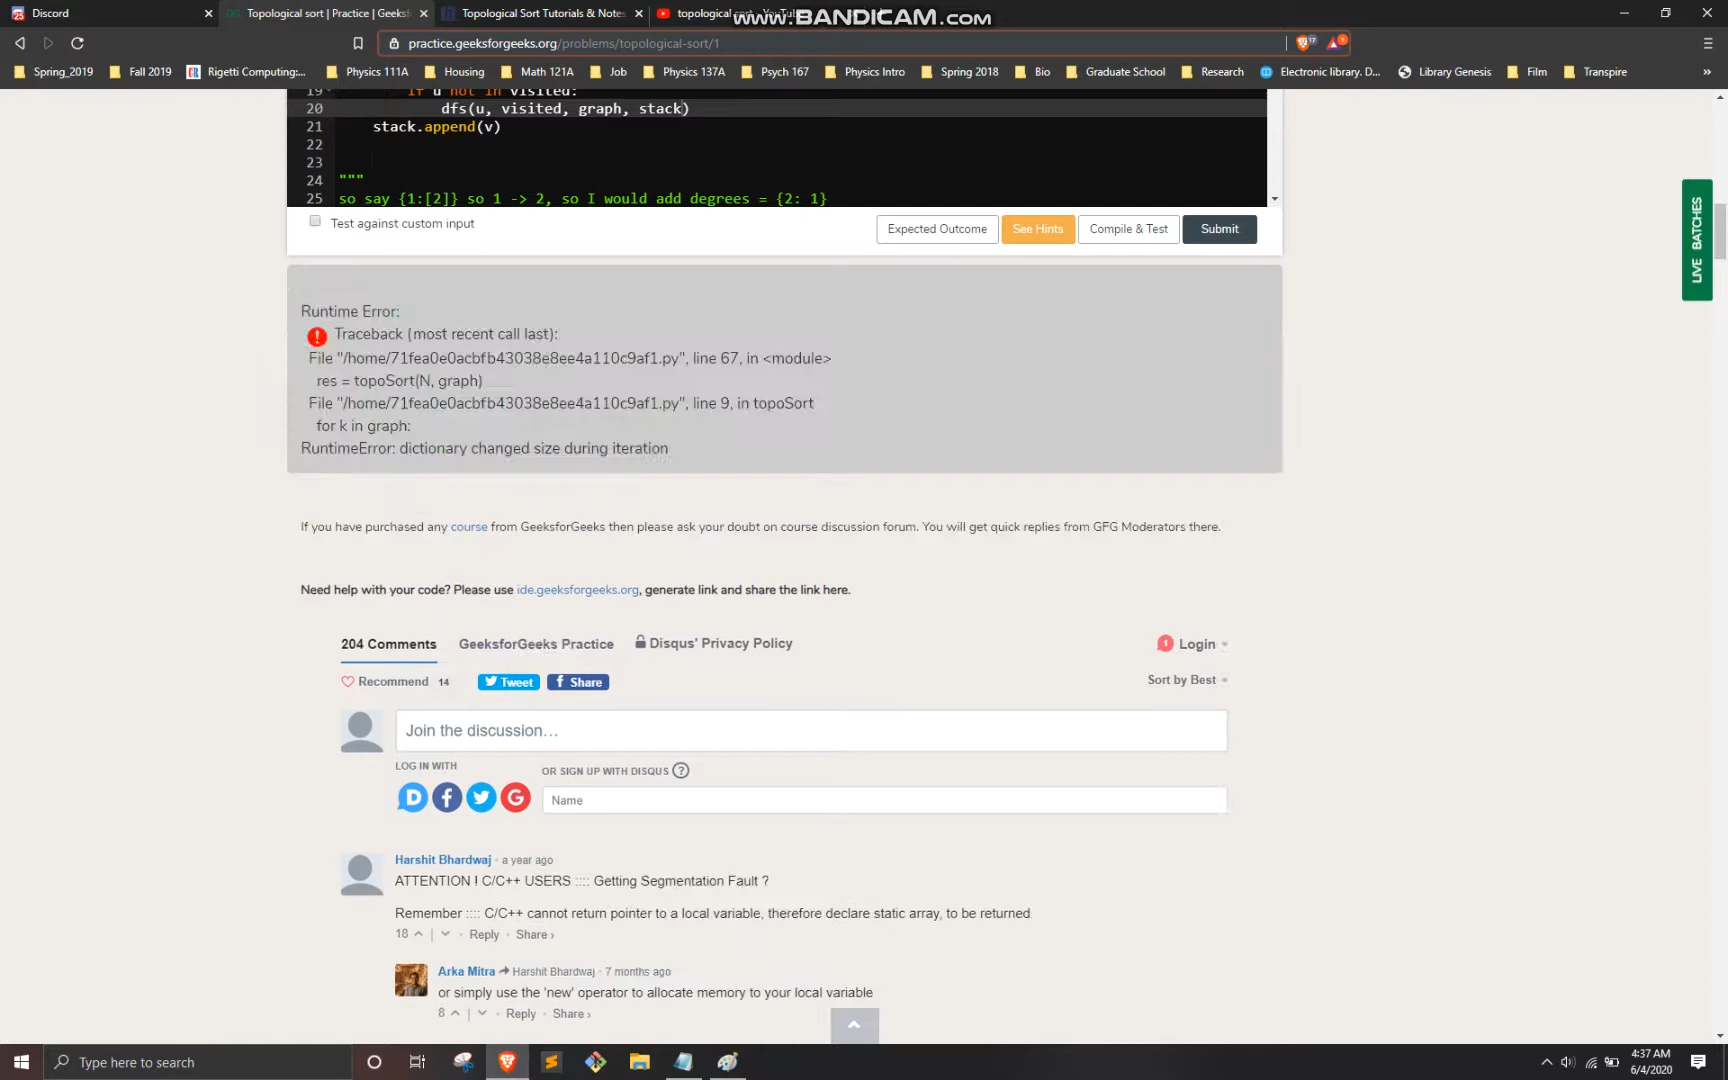 Discord
Topological sort | Practice | Geeksf
Topological Sort Tutorials & Notes
topological sort - YouTu
www.BANDICAM.com
practice.geeksforgeeks.org/problems/topological-sort/1
Spring_2019
Fall 2019
Rigetti Computing:...
Physics 111A
Housing
Math 121A
Job
Physics 137A
Psych 167
Physics Intro
Spring 2018
Bio
Graduate School
Research
Electronic library. D...
Library Genesis
Film
Transpire
»
19 if u not in visited:
20 dfs(u, visited, graph, stack)
21 stack.append(v)
22
23
24 """
25 so say {1:[2]} so 1 -> 2, so I would add degrees = {2: 1}
Test against custom input
Expected Outcome
See Hints
Compile & Test
Submit
LIVE BATCHES
Runtime Error:
Traceback (most recent call last):
File "/home/71fea0e0acbfb43038e8ee4a110c9af1.py", line 67, in <module>
res = topoSort(N, graph)
File "/home/71fea0e0acbfb43038e8ee4a110c9af1.py", line 9, in topoSort
for k in graph:
RuntimeError: dictionary changed size during iteration
If you have purchased any course from GeeksforGeeks then please ask your doubt on course discussion forum. You will get quick replies from GFG Moderators there.
Need help with your code? Please use ide.geeksforgeeks.org, generate link and share the link here.
204 Comments
GeeksforGeeks Practice
Disqus' Privacy Policy
1 Login
Recommend 14
Tweet
Share
Sort by Best
Join the discussion…
LOG IN WITH
OR SIGN UP WITH DISQUS ?
Name
Harshit Bhardwaj • a year ago
ATTENTION ! C/C++ USERS :::: Getting Segmentation Fault ?
Remember :::: C/C++ cannot return pointer to a local variable, therefore declare static array, to be returned.
18 | • Reply • Share ›
Arka Mitra → Harshit Bhardwaj • 7 months ago
or simply use the 'new' operator to allocate memory to your local variable
8 | • Reply • Share ›
Type here to search
4:37 AM
6/4/2020